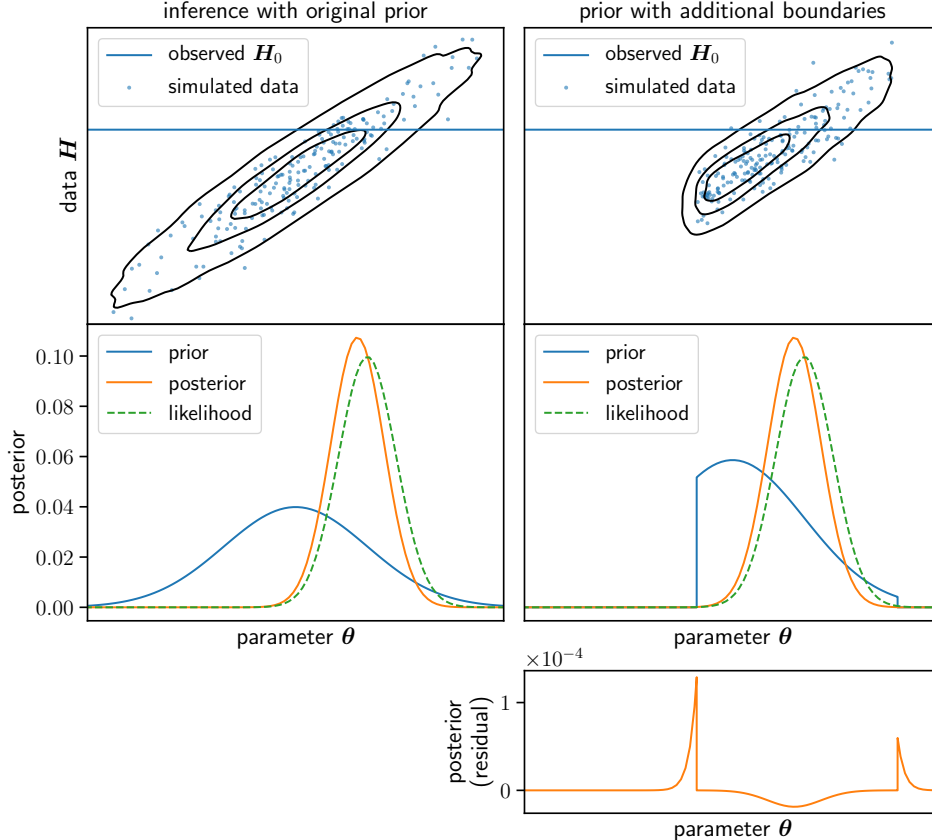 inference with original prior
prior with additional boundaries
observed H₀
simulated data
observed H₀
simulated data
data H
prior
posterior
likelihood
prior
posterior
likelihood
0.10
0.08
0.06
0.04
0.02
0.00
posterior
parameter θ
parameter θ
×10⁻⁴
1
0
posterior
(residual)
parameter θ